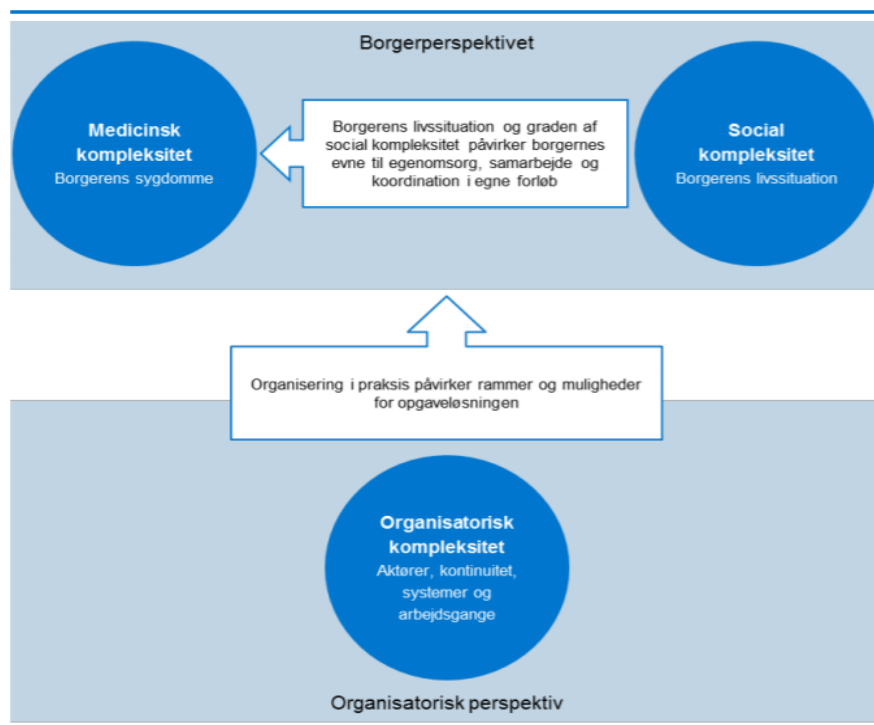 Borgerperspektivet
Medicinsk
kompleksitet
Borgerens sygdomme
Borgerens livssituation og graden af
social kompleksitet påvirker borgernes
evne til egenomsorg, samarbejde og
koordination i egne forløb
Social
kompleksitet
Borgerens livssituation
Organisering i praksis påvirker rammer og muligheder
for opgaveløsningen
Organisatorisk
kompleksitet
Aktører, kontinuitet,
systemer og
arbejdsgange
Organisatorisk perspektiv